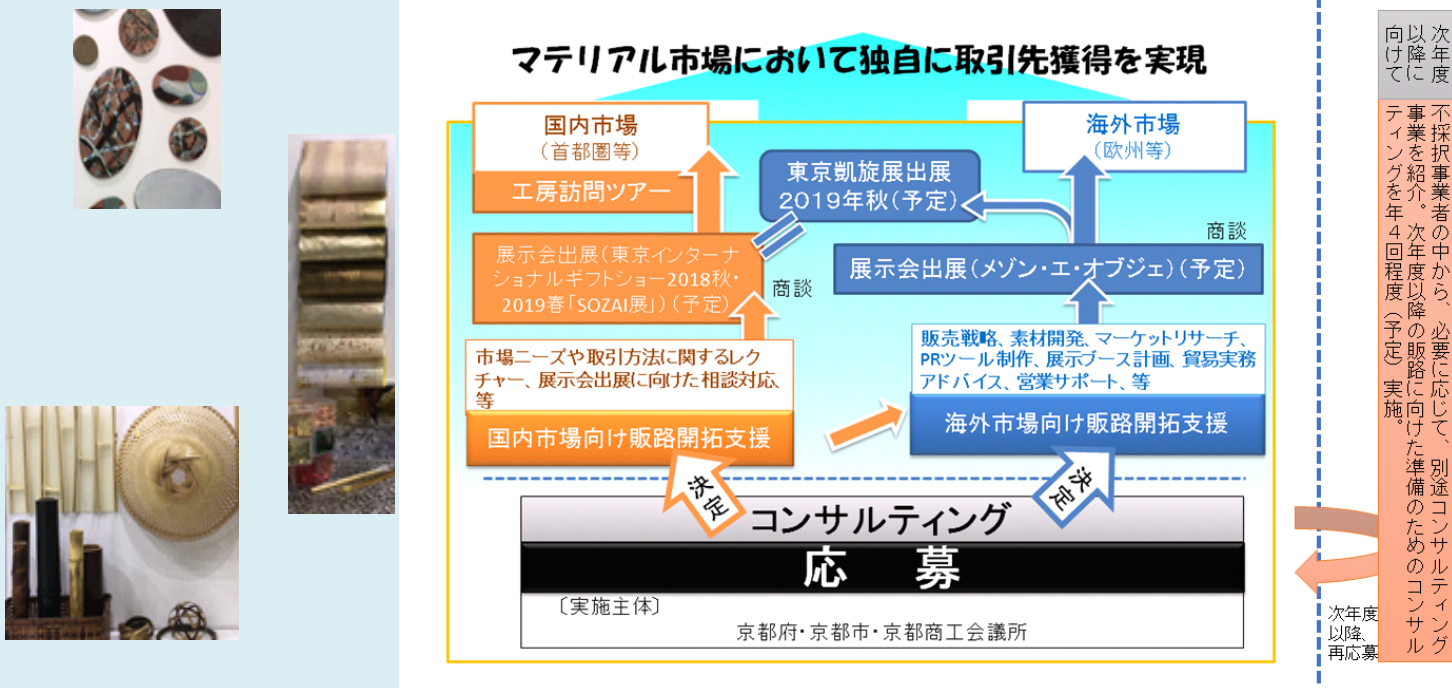 マテリアル市場において独自に取引先獲得を実現
国内市場
（首都圏等）
工房訪問ツアー
海外市場
（欧州等）
東京凱旋展出展
2019年秋（予定）
商談
展示会出展（東京インターナ
ショナルギフトショー2018秋・
2019春「SOZAI展」）（予定）
商談
展示会出展（メゾン・エ・オブジェ）（予定）
市場ニーズや取引方法に関するレク
チャー、展示会出展に向けた相談対応、
等
国内市場向け販路開拓支援
販売戦略、素材開発、マーケットリサーチ、
PRツール制作、展示ブース計画、貿易実務
アドバイス、営業サポート、等
海外市場向け販路開拓支援
決定
決定
コンサルティング
応　募
〔実施主体〕
京都府・京都市・京都商工会議所
次年度
以降に
向けて
不採択事業者の中から、必要に応じて、別途コンサルティング
事業を紹介。次年度以降の販路に向けた準備のためのコンサル
ティングを年４回程度（予定）実施。
次年度
以降、
再応募